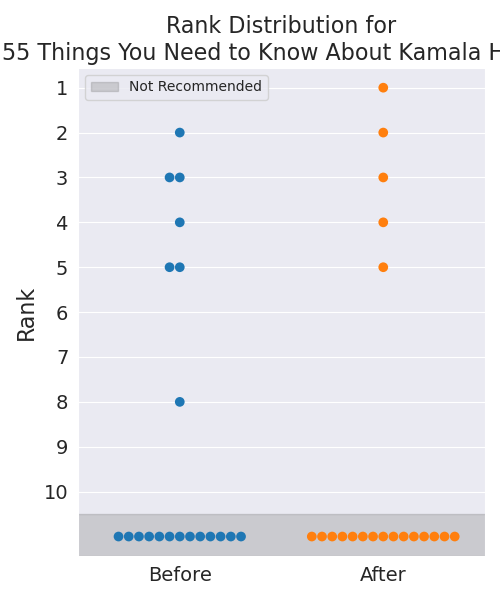 Rank Distribution for
55 Things You Need to Know About Kamala H
Not Recommended
1
2
3
4
5
6
7
8
9
10
Rank
Before
After